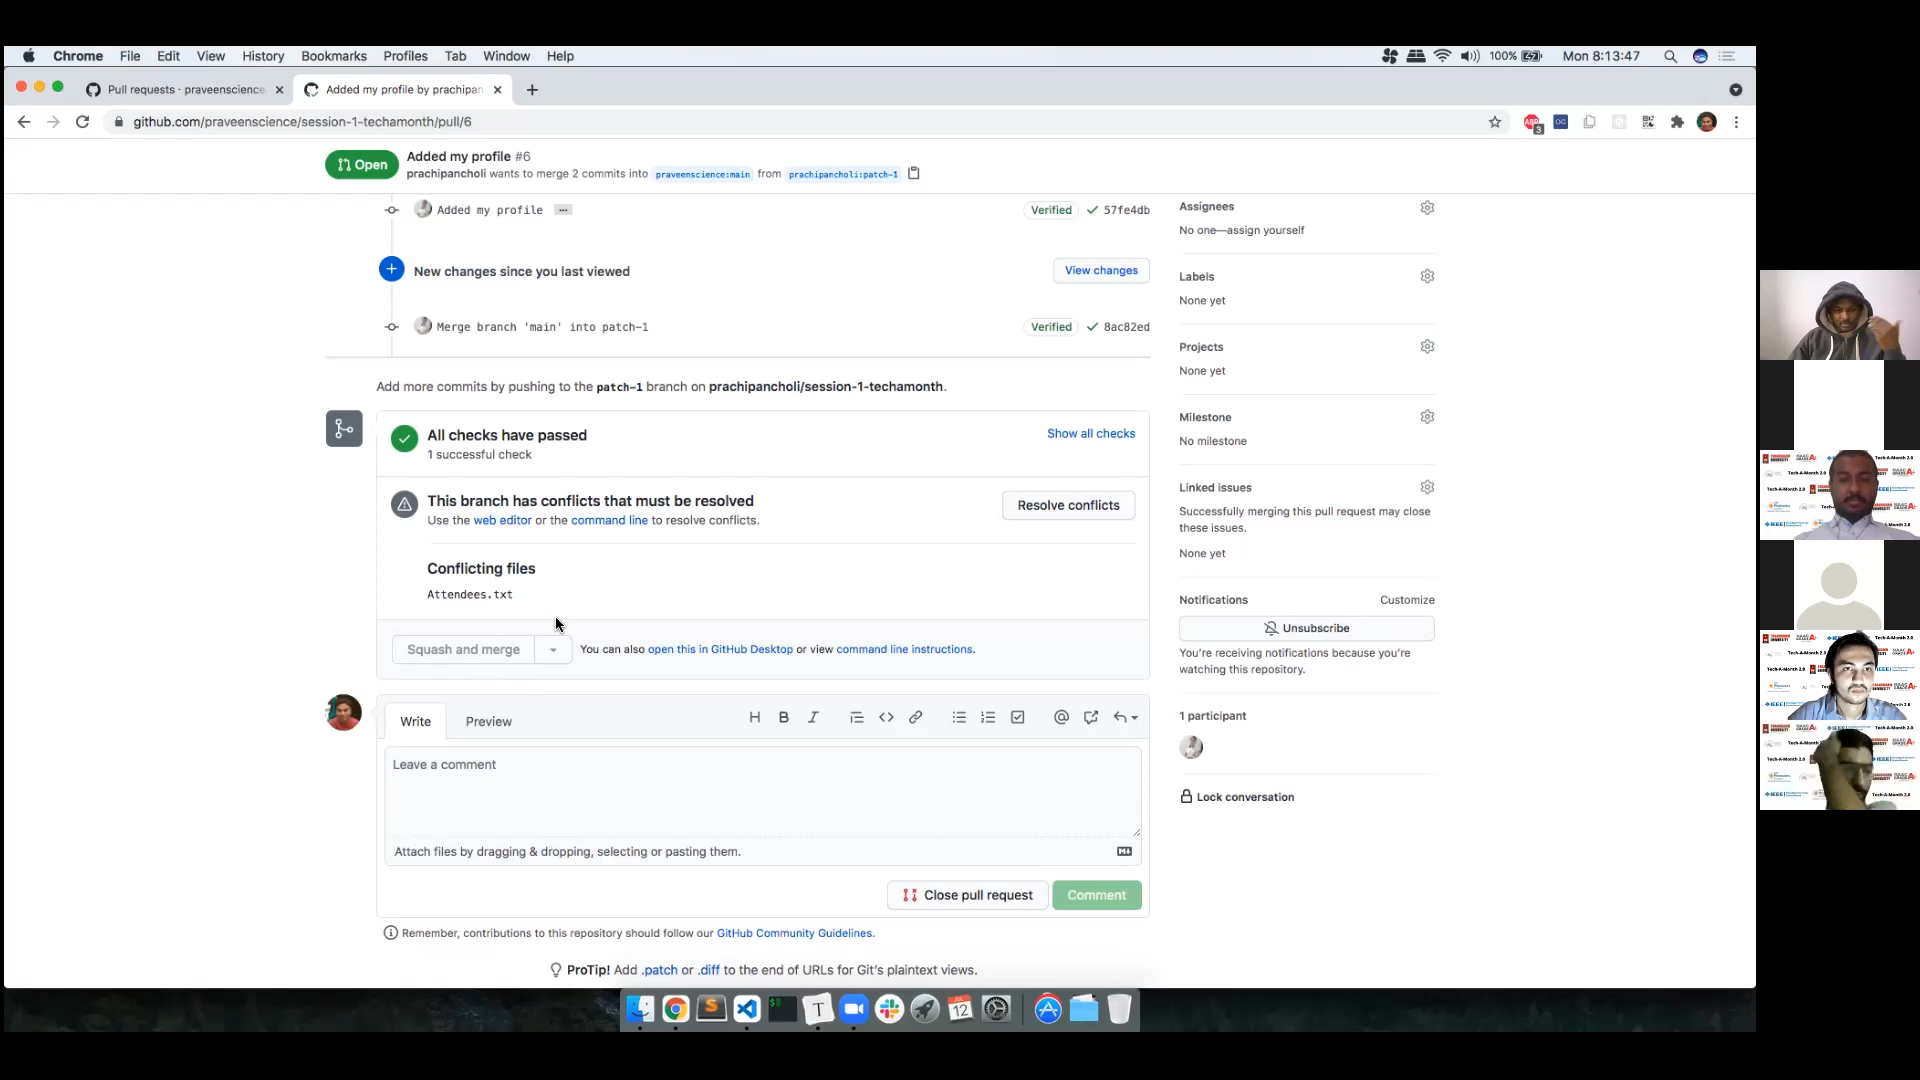 Chrome File Edit View History Bookmarks Profiles Tab Window Help 100% Mon 8:13:47
Pull requests · praveenscience
Added my profile by prachipan
github.com/praveenscience/session-1-techamonth/pull/6
Open
Added my profile #6
prachipancholi wants to merge 2 commits into praveenscience:main from prachipancholi:patch-1
Added my profile ... Verified 57fe4db
New changes since you last viewed View changes
Merge branch 'main' into patch-1 Verified 8ac82ed
Add more commits by pushing to the patch-1 branch on prachipancholi/session-1-techamonth.
All checks have passed
1 successful check
Show all checks
This branch has conflicts that must be resolved
Use the web editor or the command line to resolve conflicts.
Resolve conflicts
Conflicting files
Attendees.txt
Squash and merge You can also open this in GitHub Desktop or view command line instructions.
Write Preview
Leave a comment
Attach files by dragging & dropping, selecting or pasting them.
Close pull request Comment
Remember, contributions to this repository should follow our GitHub Community Guidelines.
ProTip! Add .patch or .diff to the end of URLs for Git's plaintext views.
Assignees
No one—assign yourself
Labels
None yet
Projects
None yet
Milestone
No milestone
Linked issues
Successfully merging this pull request may close
these issues.
None yet
Notifications Customize
Unsubscribe
You're receiving notifications because you're
watching this repository.
1 participant
Lock conversation
Tech-A-Month 2.0
IEEE